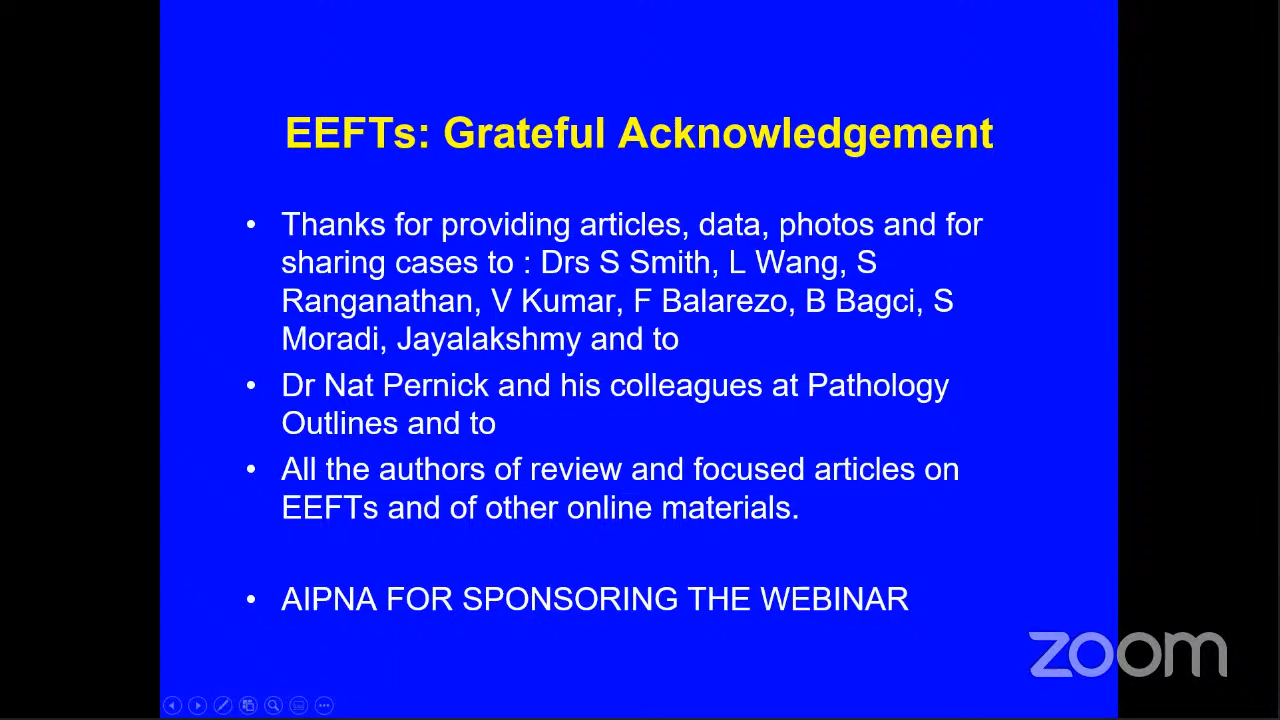 EEFTs: Grateful Acknowledgement
• Thanks for providing articles, data, photos and for
sharing cases to : Drs S Smith, L Wang, S
Ranganathan, V Kumar, F Balarezo, B Bagci, S
Moradi, Jayalakshmy and to
• Dr Nat Pernick and his colleagues at Pathology
Outlines and to
• All the authors of review and focused articles on
EEFTs and of other online materials.
• AIPNA FOR SPONSORING THE WEBINAR
zoom